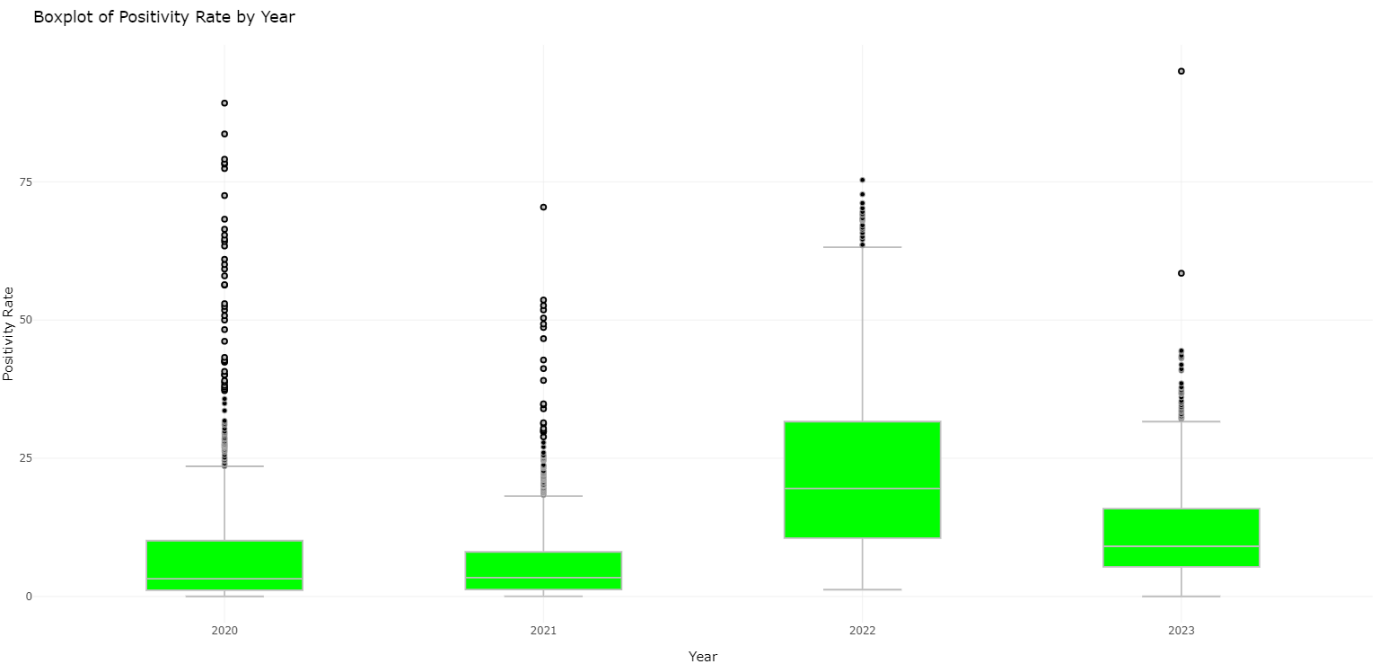 Boxplot of Positivity Rate by Year
75
50
25
0
Positivity Rate
2020 2021 2022 2023
Year